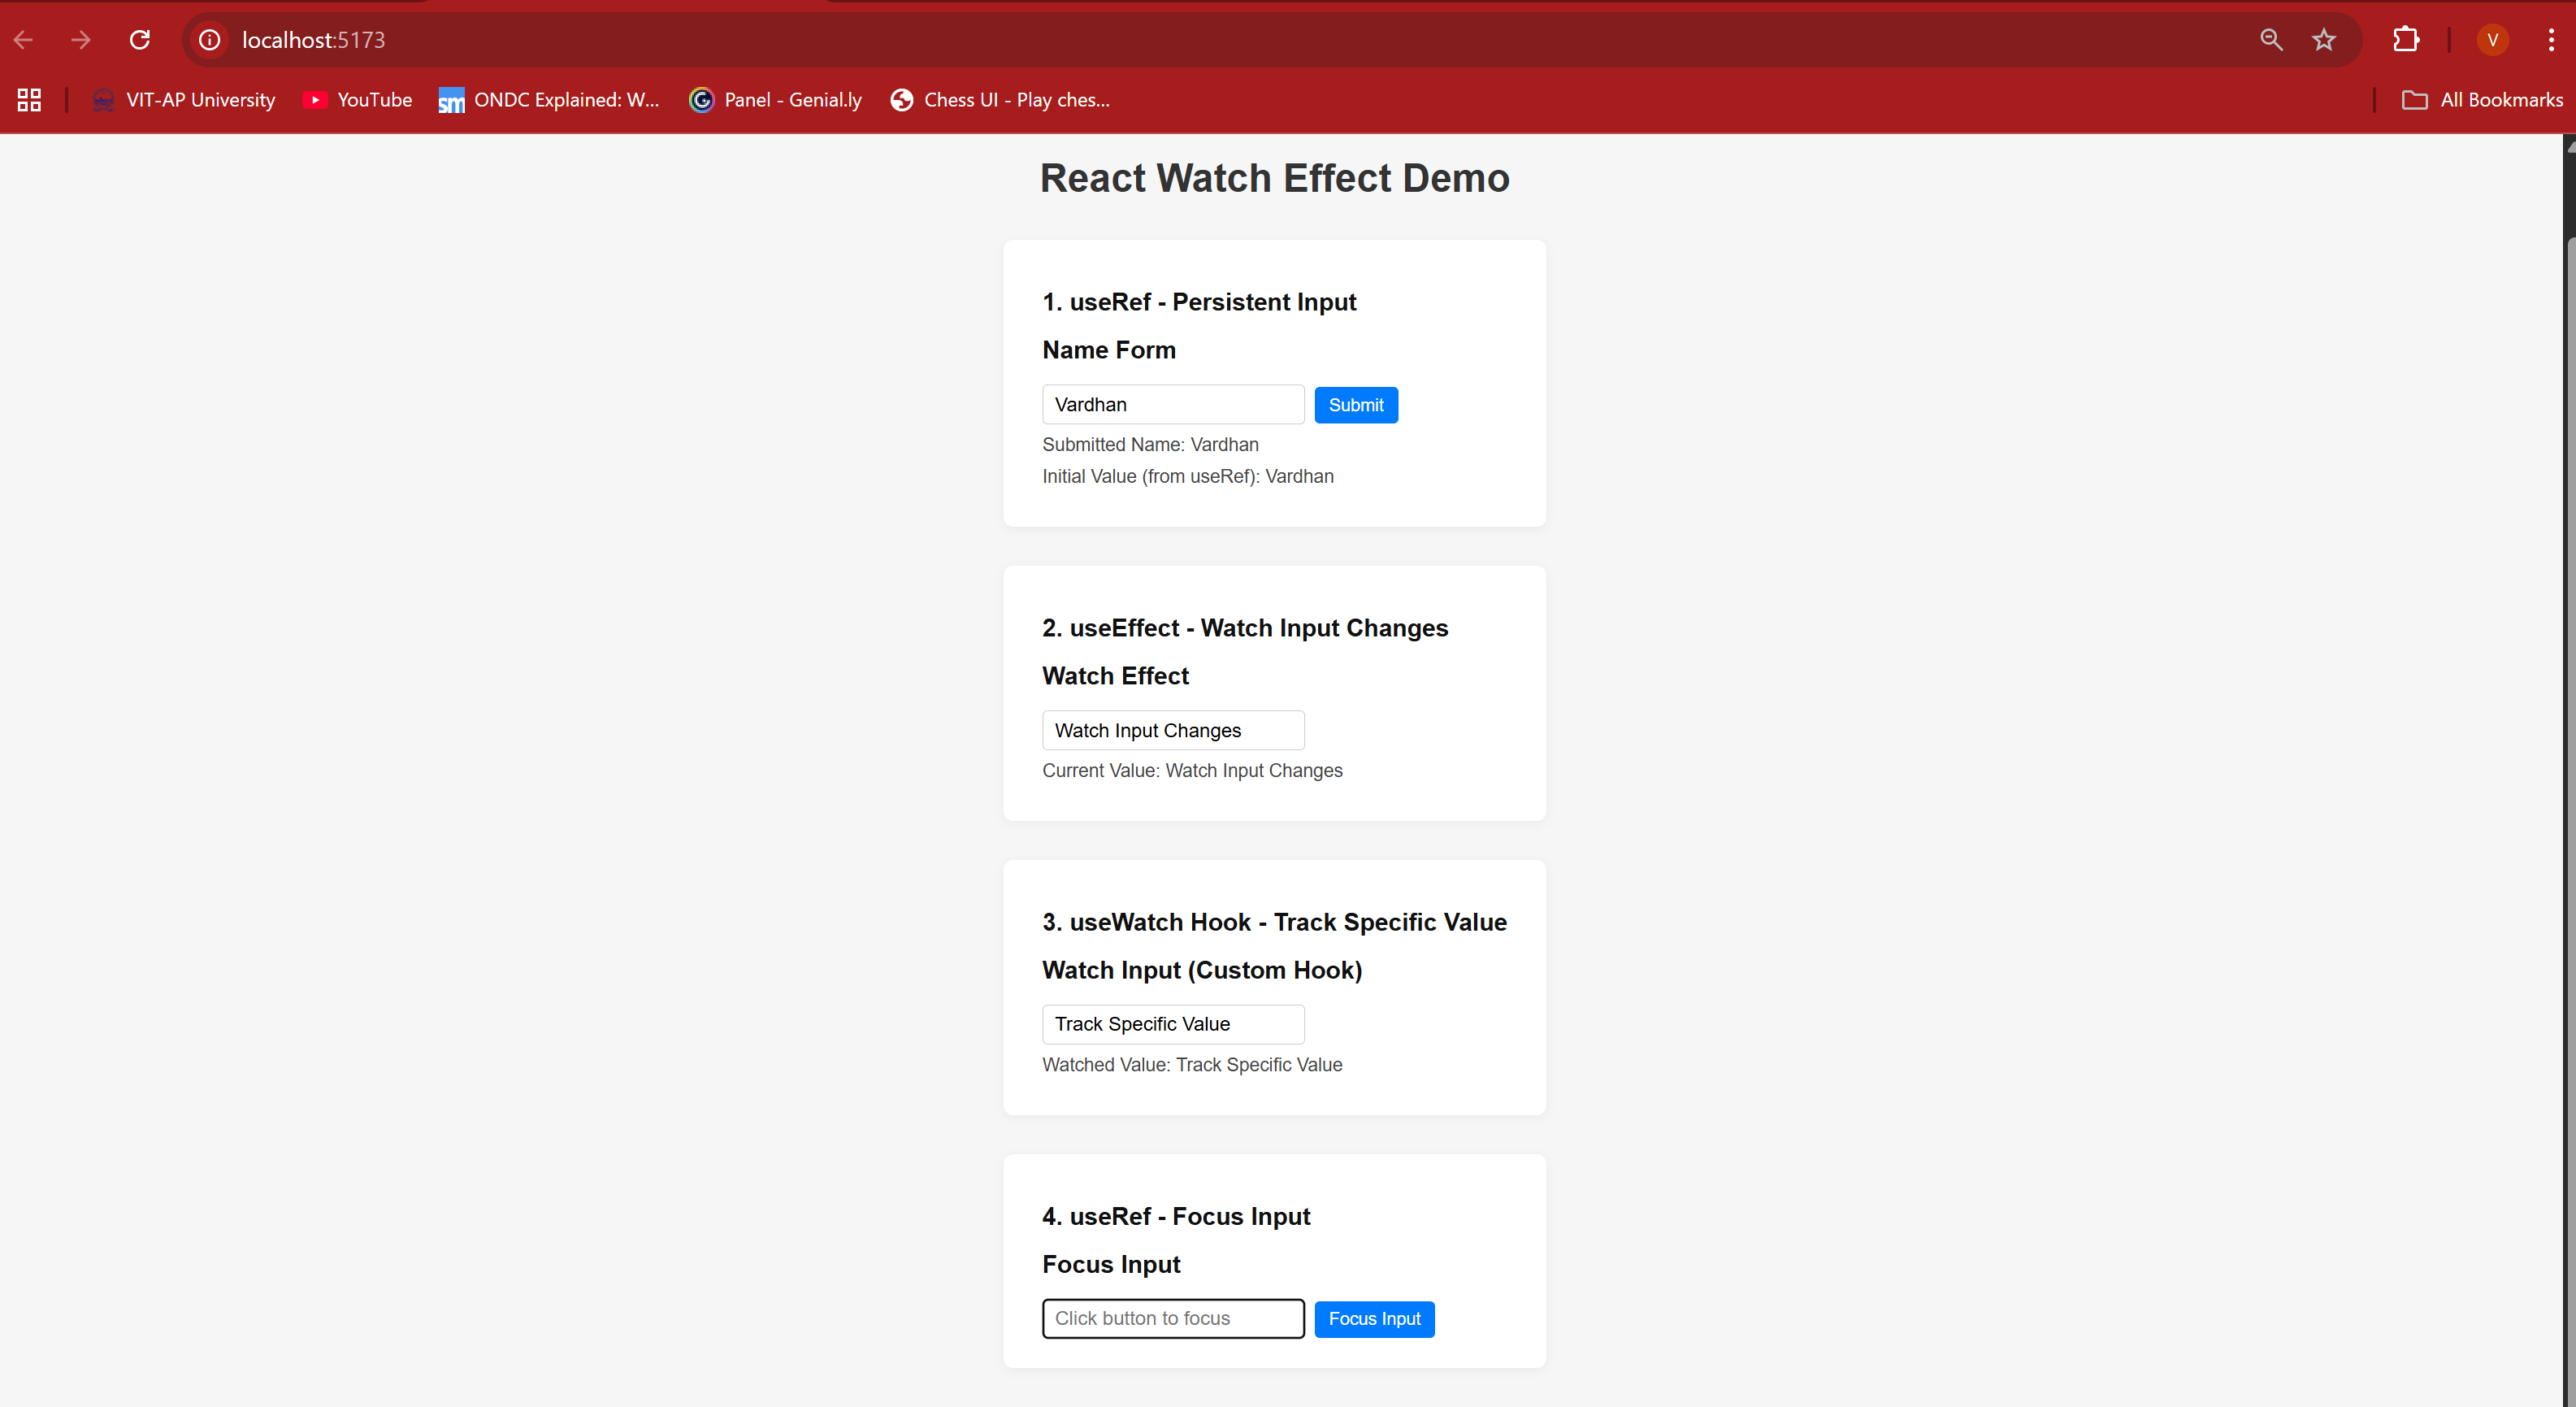 localhost:5173
V
VIT-AP University YouTube sm ONDC Explained: W... Panel - Genial.ly Chess UI - Play ches... All Bookmarks
React Watch Effect Demo
1. useRef - Persistent Input
Name Form
Vardhan Submit
Submitted Name: Vardhan
Initial Value (from useRef): Vardhan
2. useEffect - Watch Input Changes
Watch Effect
Watch Input Changes
Current Value: Watch Input Changes
3. useWatch Hook - Track Specific Value
Watch Input (Custom Hook)
Track Specific Value
Watched Value: Track Specific Value
4. useRef - Focus Input
Focus Input
Click button to focus Focus Input